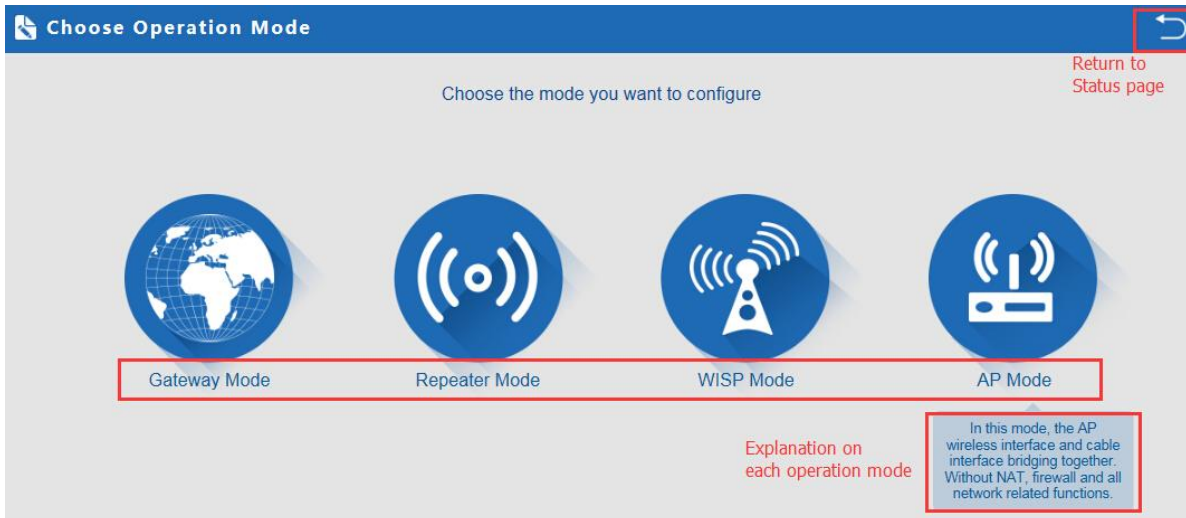 Choose Operation Mode
Return to
Status page
Choose the mode you want to configure
Gateway Mode
Repeater Mode
WISP Mode
AP Mode
Explanation on
each operation mode
In this mode, the AP
wireless interface and cable
interface bridging together.
Without NAT, firewall and all
network related functions.